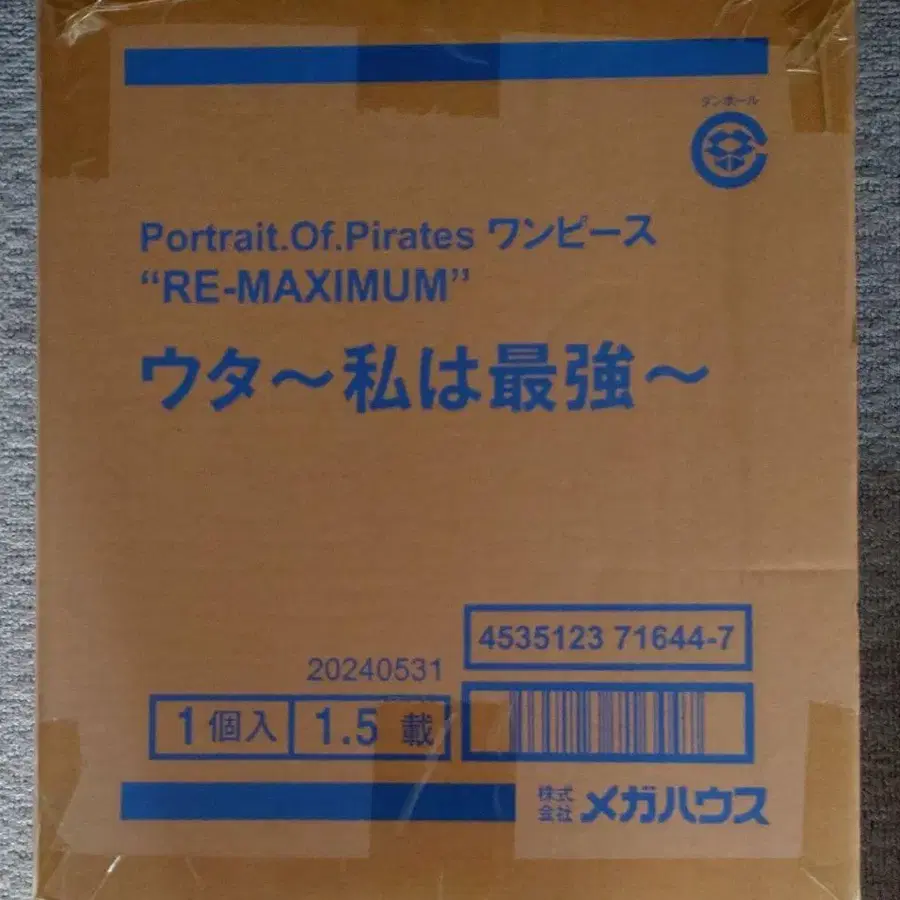 ダンボール
Portrait.Of.Pirates ワンピース
“RE-MAXIMUM”
ウタ～私は最強～
4535123 71644-7
20240531
1個入 1.5 載
株式会社 メガハウス